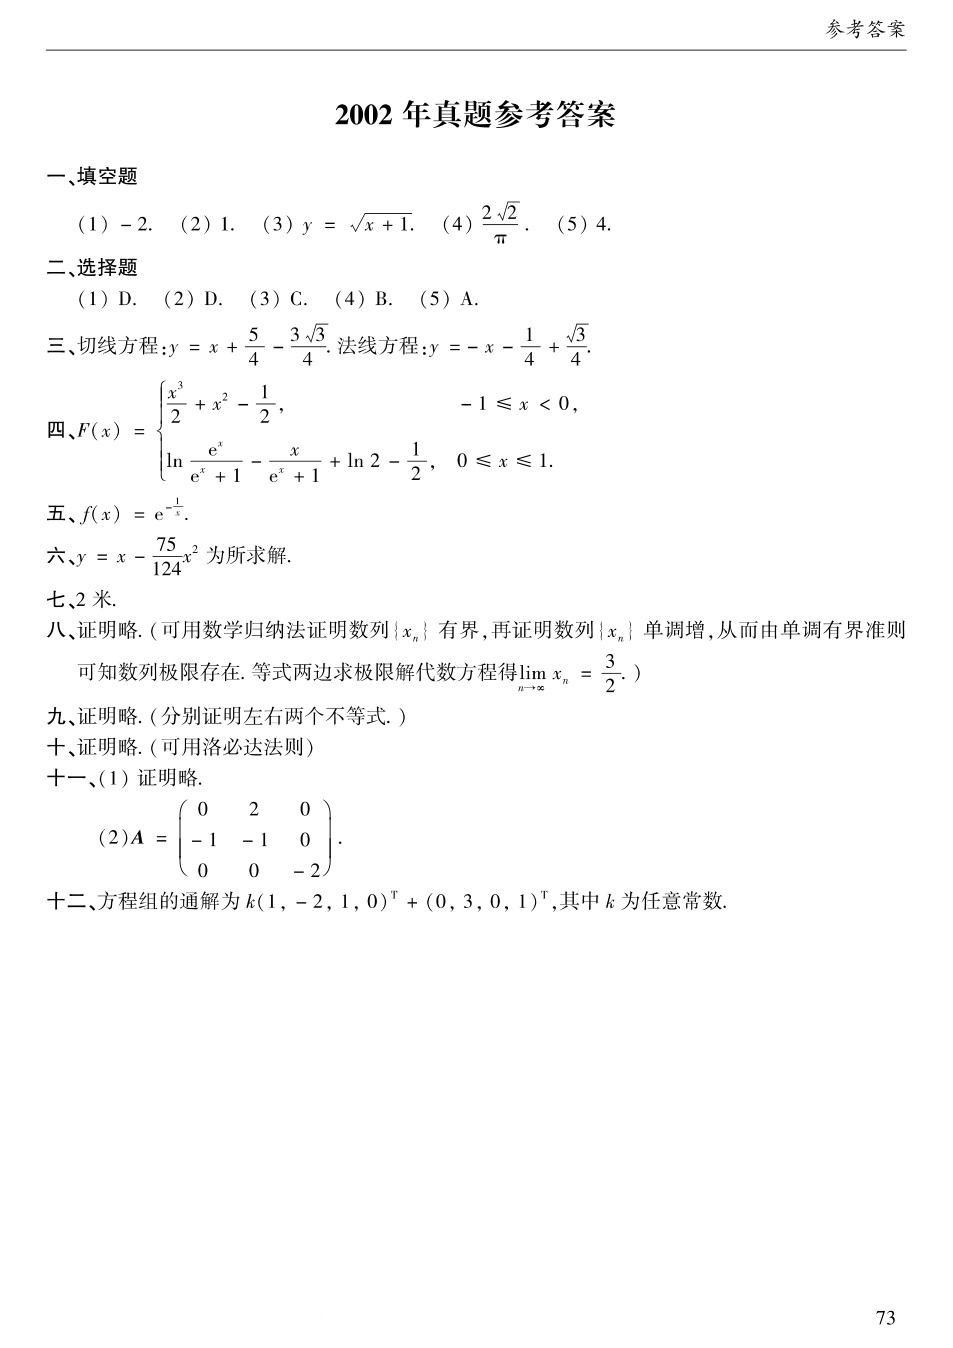 参考答案
2002 年真题参考答案
一、填空题
(1) －2. (2) 1. (3) y = √(x + 1). (4) 2√2/π. (5) 4.
二、选择题
(1) D. (2) D. (3) C. (4) B. (5) A.
三、切线方程:y = x + 5/4 － 3√3/4. 法线方程:y = － x － 1/4 + √3/4.
四、F(x) = { x³/2 + x² － 1/2, －1 ≤ x < 0,
ln e^x/(e^x + 1) － x/(e^x + 1) + ln 2 － 1/2, 0 ≤ x ≤ 1.
五、f(x) = e^(－1/x).
六、y = x － 75/124 x² 为所求解.
七、2 米.
八、证明略. (可用数学归纳法证明数列{xₙ} 有界,再证明数列{xₙ} 单调增,从而由单调有界准则
可知数列极限存在. 等式两边求极限解代数方程得 lim n→∞ xₙ = 3/2. )
九、证明略. (分别证明左右两个不等式. )
十、证明略. (可用洛必达法则)
十一、(1) 证明略.
(2)A = ( 0 2 0
－1 －1 0
0 0 －2 ).
十二、方程组的通解为 k(1, －2, 1, 0)ᵀ + (0, 3, 0, 1)ᵀ,其中 k 为任意常数.
73